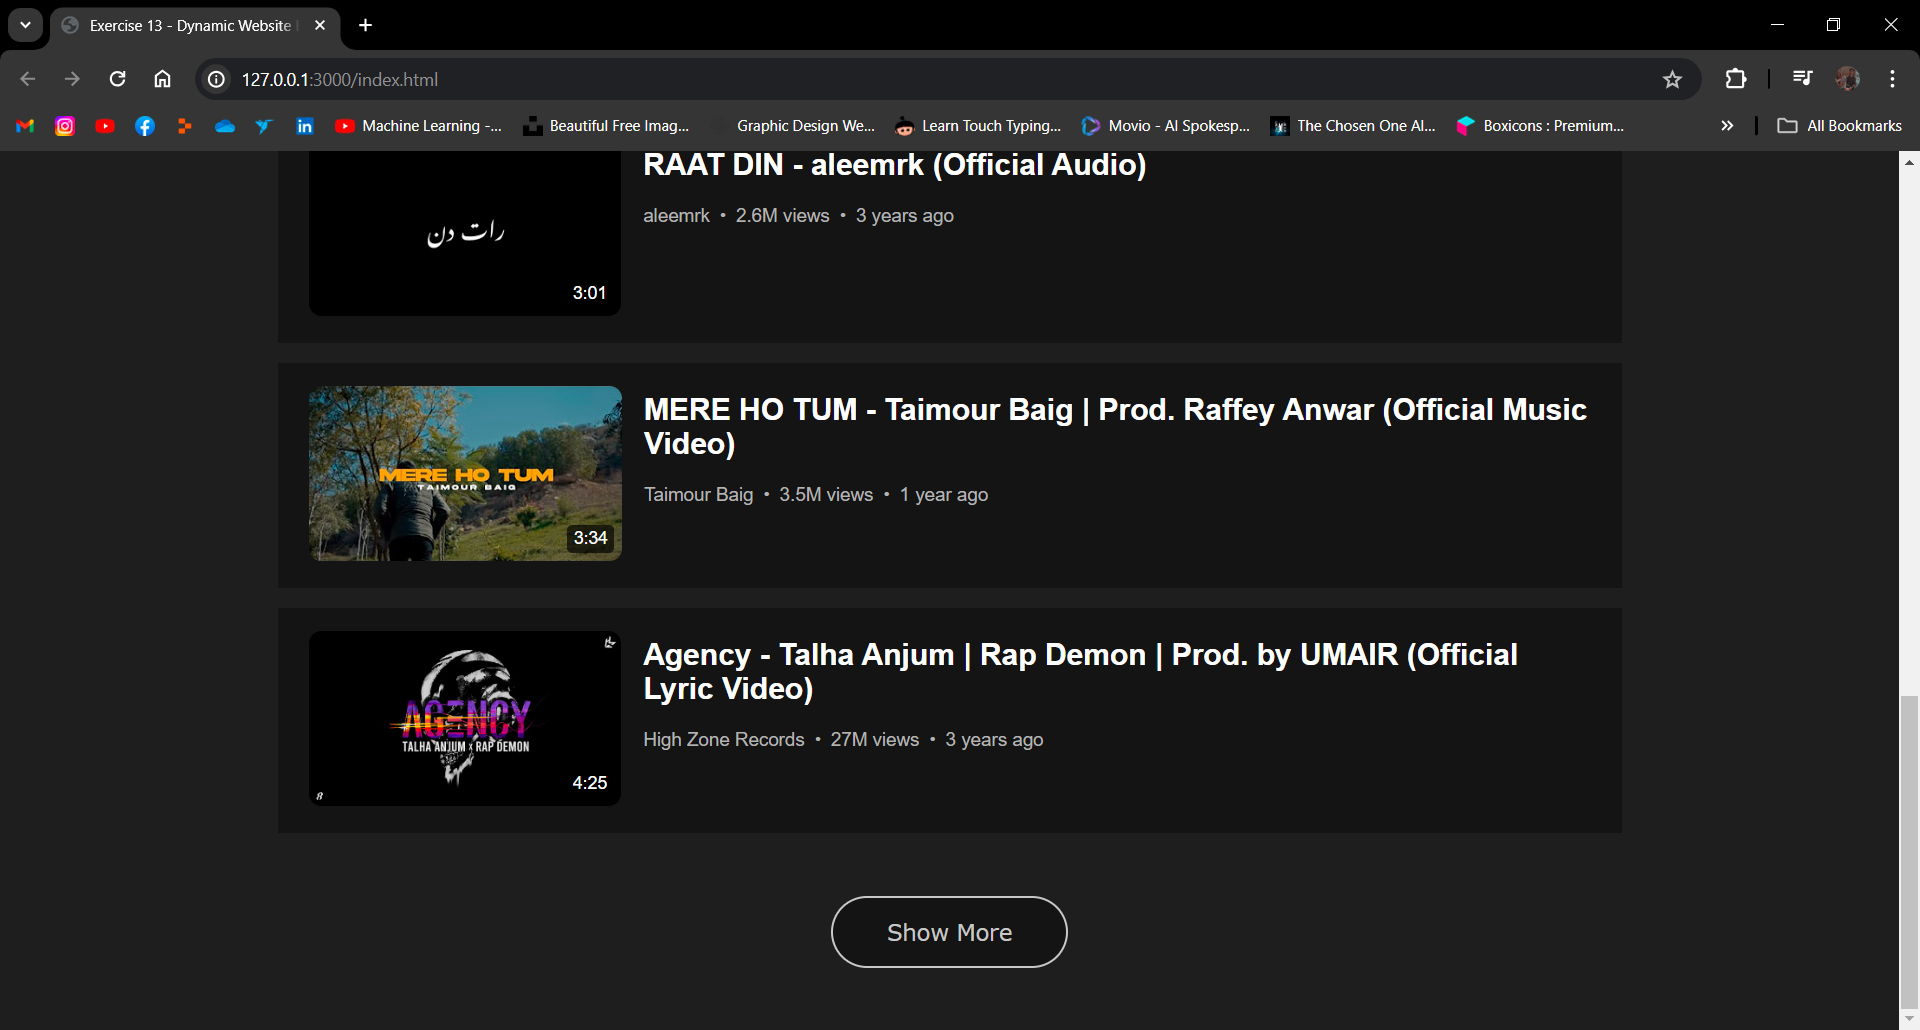 Exercise 13 - Dynamic Website
127.0.0.1:3000/index.html
Machine Learning -...
Beautiful Free Imag...
Graphic Design We...
Learn Touch Typing...
Movio - AI Spokesp...
The Chosen One Al...
Boxicons : Premium...
All Bookmarks
رات دن
3:01
RAAT DIN - aleemrk (Official Audio)
aleemrk • 2.6M views • 3 years ago
MERE HO TUM
TAIMOUR BAIG
3:34
MERE HO TUM - Taimour Baig | Prod. Raffey Anwar (Official Music
Video)
Taimour Baig • 3.5M views • 1 year ago
AGENCY
TALHA ANJUM x RAP DEMON
4:25
Agency - Talha Anjum | Rap Demon | Prod. by UMAIR (Official
Lyric Video)
High Zone Records • 27M views • 3 years ago
Show More